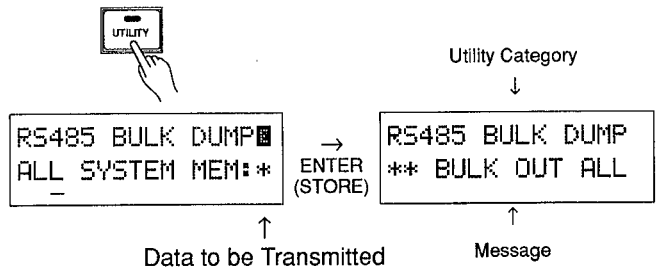 UTILITY
Utility Category
↓
RS485 BULK DUMP
ALL SYSTEM MEM:*
→
ENTER
(STORE)
RS485 BULK DUMP
** BULK OUT ALL
↑
Data to be Transmitted
↑
Message